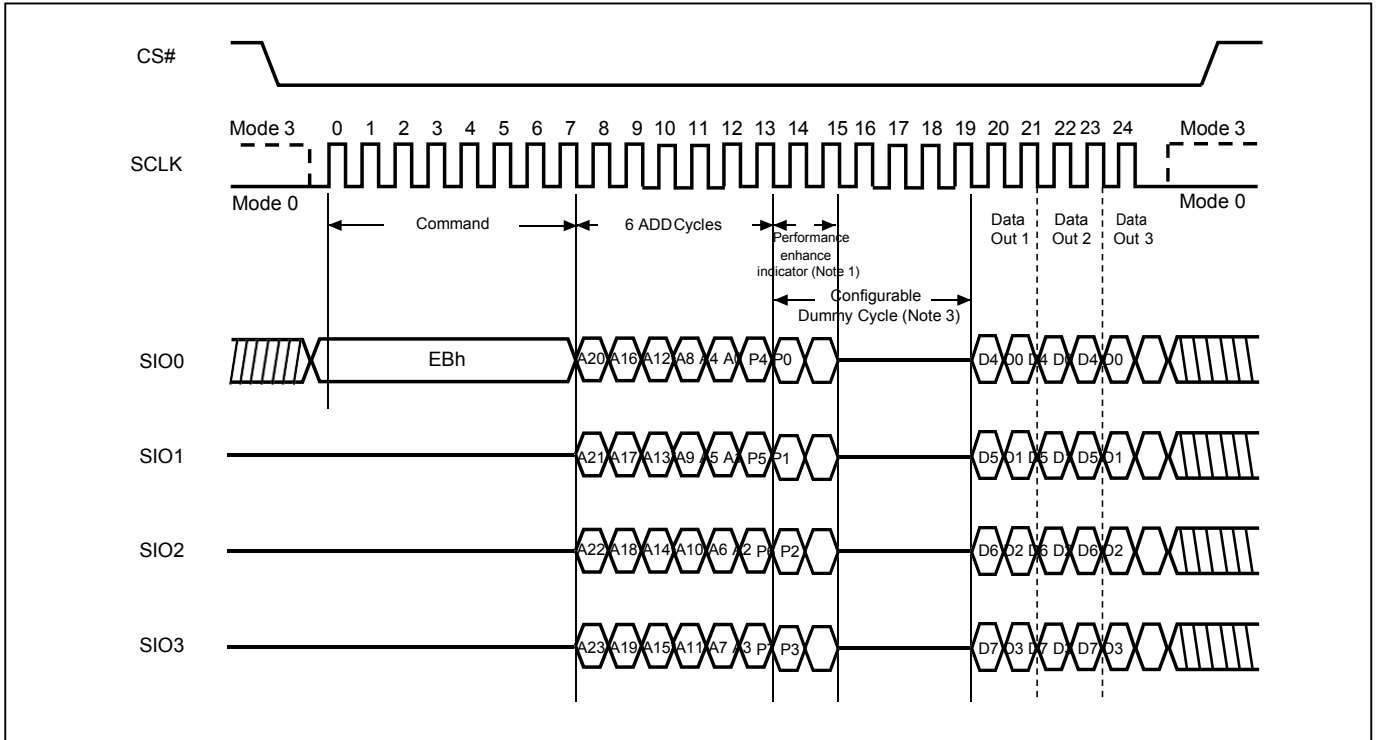 CS#
Mode 3 0 1 2 3 4 5 6 7 8 9 10 11 12 13 14 15 16 17 18 19 20 21 22 23 24 Mode 3
SCLK
Mode 0 Mode 0
Command 6 ADD Cycles
Performance
enhance
indicator (Note 1)
Data
Out 1
Data
Out 2
Data
Out 3
Configurable
Dummy Cycle (Note 3)
SIO0 EBh A20 A16 A12 A8 A4 P4 P0 D4 D0 D4 D4 D0
SIO1 A21 A17 A13 A9 A5 P5 P1 D5 D1 D5 D5 D1
SIO2 A22 A18 A14 A10 A6 A2 P2 D6 D2 D6 D6 D2
SIO3 A23 A19 A15 A11 A7 A3 P3 D7 D3 D7 D7 D3